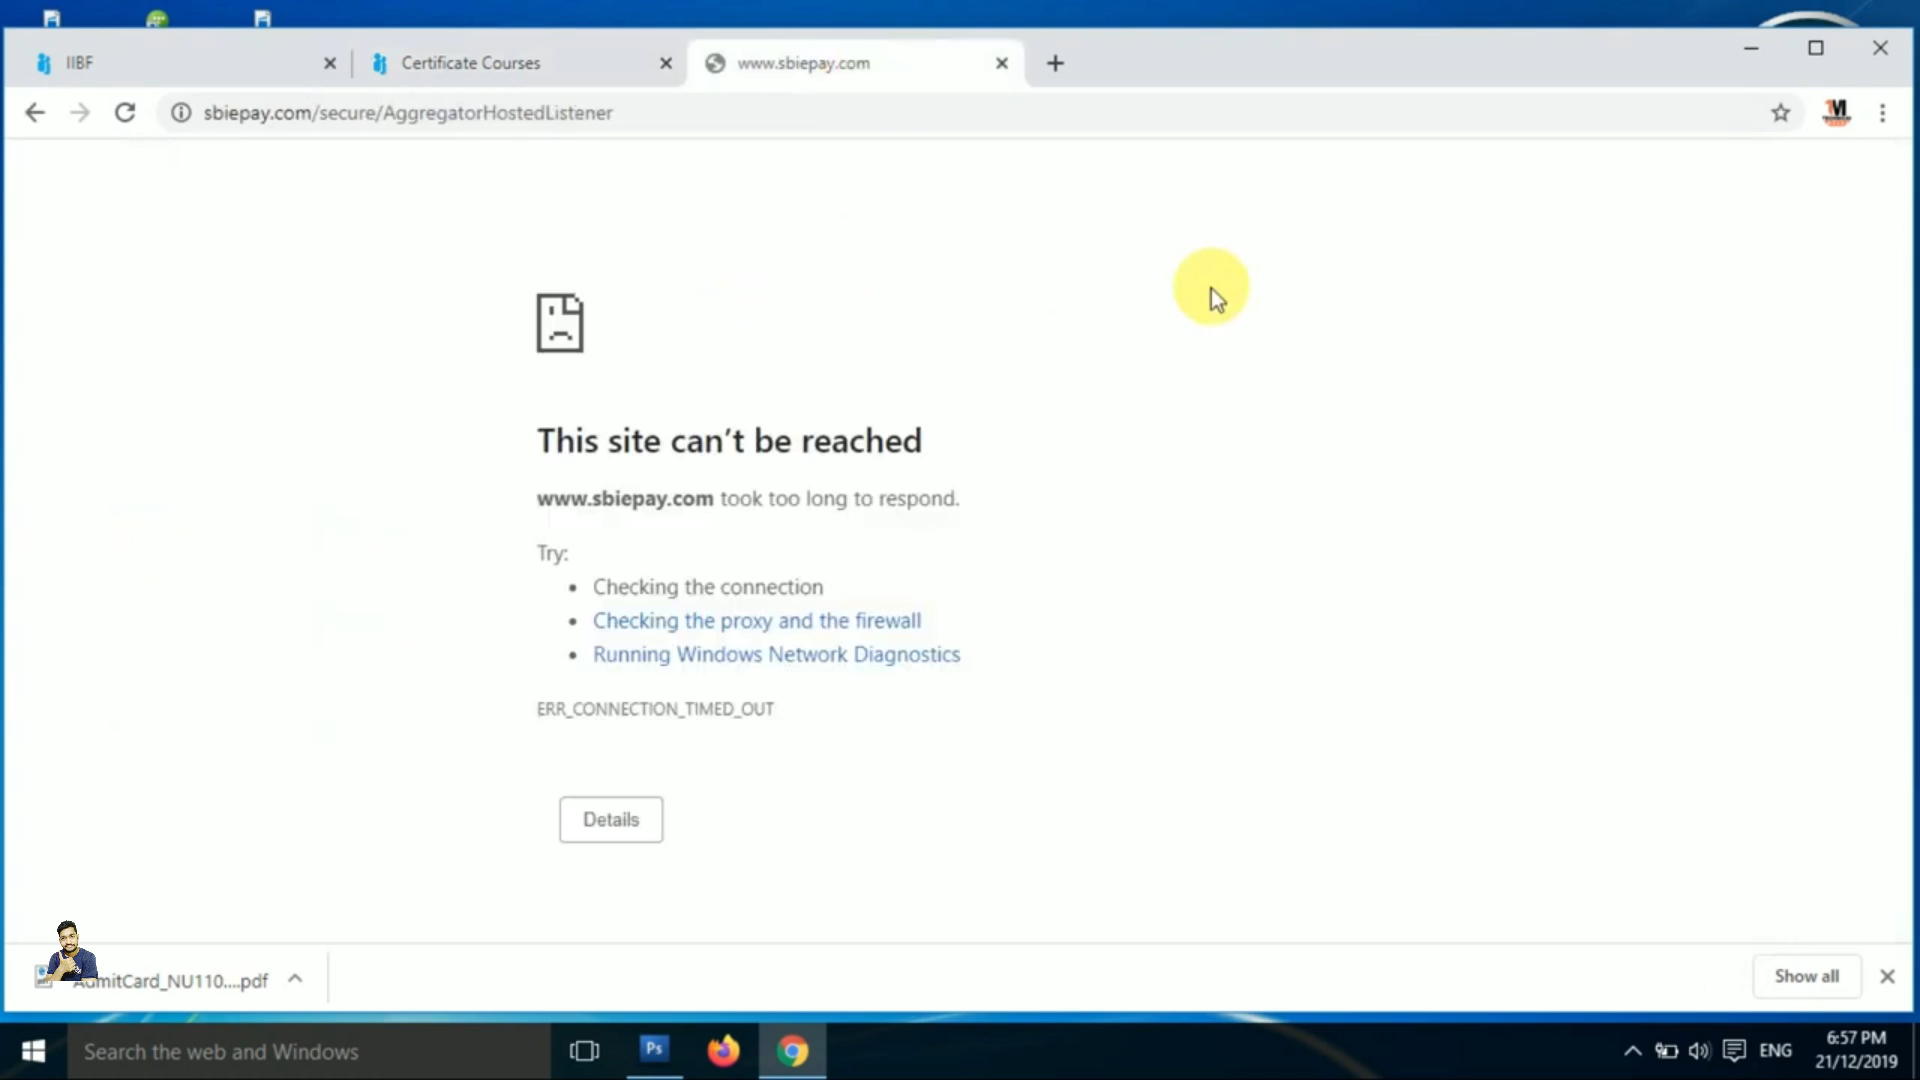 IIBF
Certificate Courses
www.sbiepay.com
sbiepay.com/secure/AggregatorHostedListener
This site can't be reached
www.sbiepay.com took too long to respond.
Try:
• Checking the connection
• Checking the proxy and the firewall
• Running Windows Network Diagnostics
ERR_CONNECTION_TIMED_OUT
Details
AdmitCard_NU110....pdf
Show all
Search the web and Windows
Ps
ENG
6:57 PM
21/12/2019